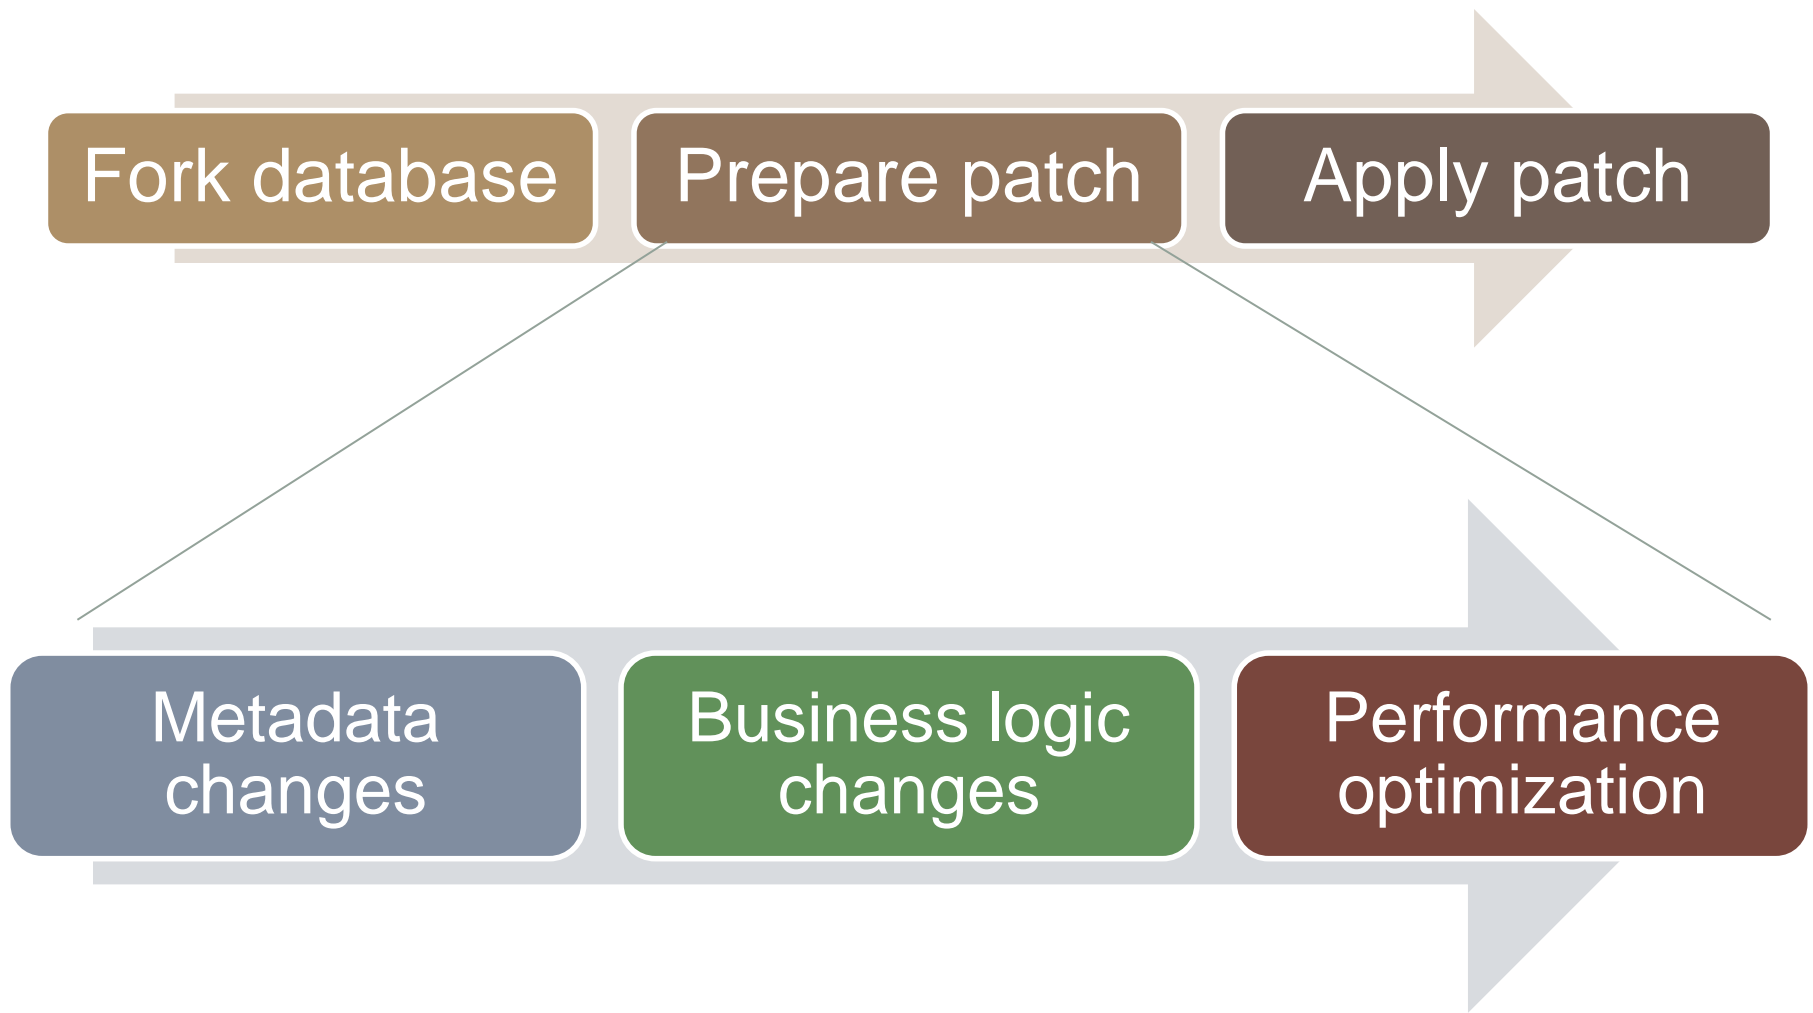 Fork database
Prepare patch
Apply patch
Metadata
changes
Business logic
changes
Performance
optimization